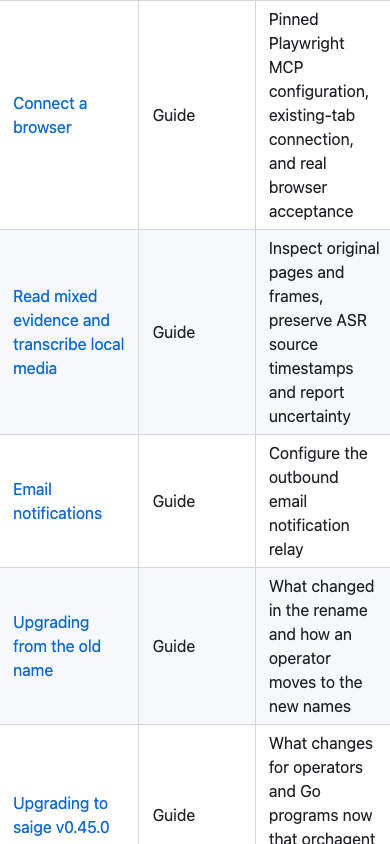 Connect a
browser
Guide
Pinned
Playwright
MCP
configuration,
existing-tab
connection,
and real
browser
acceptance
Read mixed
evidence and
transcribe local
media
Guide
Inspect original
pages and
frames,
preserve ASR
source
timestamps
and report
uncertainty
Email
notifications
Guide
Configure the
outbound
email
notification
relay
Upgrading
from the old
name
Guide
What changed
in the rename
and how an
operator
moves to the
new names
Upgrading to
saige v0.45.0
Guide
What changes
for operators
and Go
programs now
that orchagent